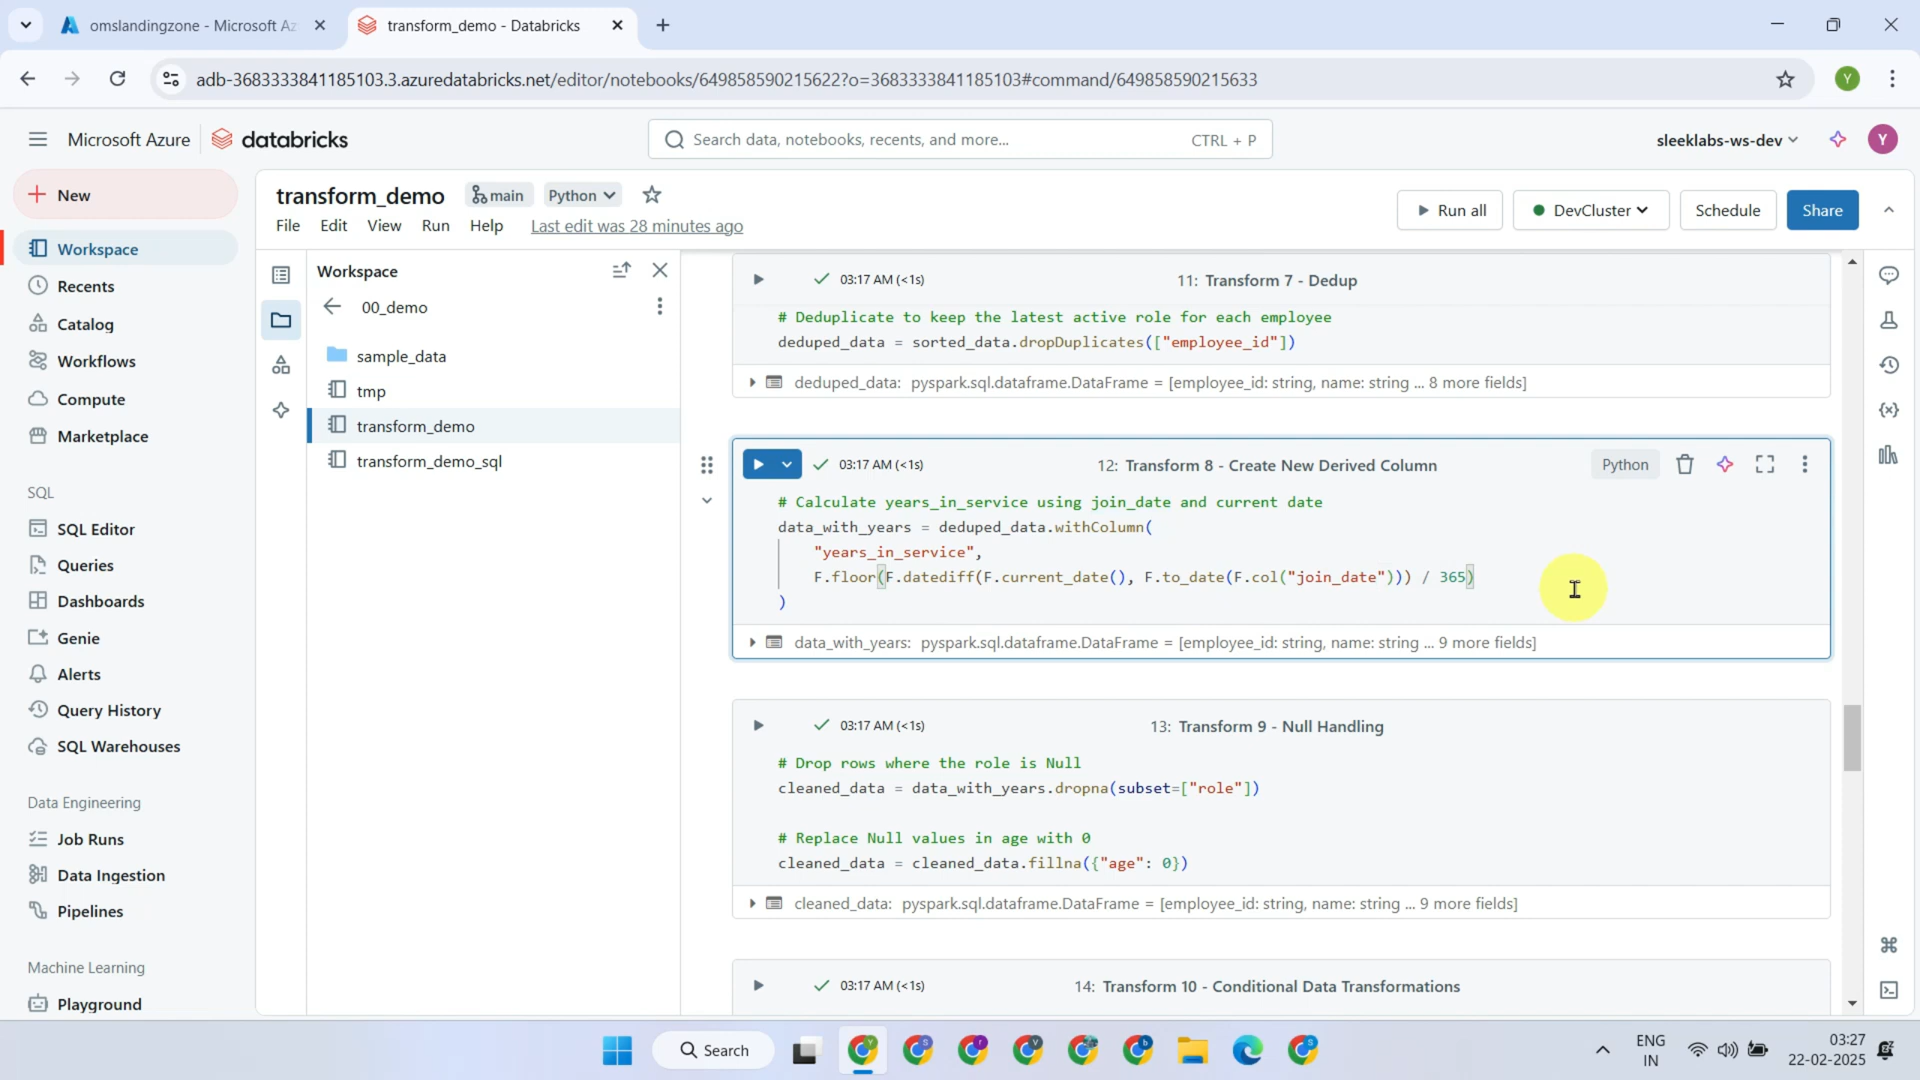 omslandingzone - Microsoft Az
transform_demo - Databricks
adb-3683333841185103.3.azuredatabricks.net/editor/notebooks/649858590215622?o=3683333841185103#command/649858590215633
Y
Microsoft Azure
databricks
Search data, notebooks, recents, and more...
CTRL + P
sleeklabs-ws-dev
Y
New
Workspace
Recents
Catalog
Workflows
Compute
Marketplace
SQL
SQL Editor
Queries
Dashboards
Genie
Alerts
Query History
SQL Warehouses
Data Engineering
Job Runs
Data Ingestion
Pipelines
Machine Learning
Playground
transform_demo
main
Python
File
Edit
View
Run
Help
Last edit was 28 minutes ago
Run all
DevCluster
Schedule
Share
Workspace
00_demo
sample_data
tmp
transform_demo
transform_demo_sql
03:17 AM (<1s)
11: Transform 7 - Dedup
# Deduplicate to keep the latest active role for each employee
deduped_data = sorted_data.dropDuplicates(["employee_id"])
deduped_data: pyspark.sql.dataframe.DataFrame = [employee_id: string, name: string ... 8 more fields]
03:17 AM (<1s)
12: Transform 8 - Create New Derived Column
Python
# Calculate years_in_service using join_date and current date
data_with_years = deduped_data.withColumn(
"years_in_service",
F.floor(F.datediff(F.current_date(), F.to_date(F.col("join_date"))) / 365)
)
data_with_years: pyspark.sql.dataframe.DataFrame = [employee_id: string, name: string ... 9 more fields]
03:17 AM (<1s)
13: Transform 9 - Null Handling
# Drop rows where the role is Null
cleaned_data = data_with_years.dropna(subset=["role"])
# Replace Null values in age with 0
cleaned_data = cleaned_data.fillna({"age": 0})
cleaned_data: pyspark.sql.dataframe.DataFrame = [employee_id: string, name: string ... 9 more fields]
03:17 AM (<1s)
14: Transform 10 - Conditional Data Transformations
Search
ENG
IN
03:27
22-02-2025